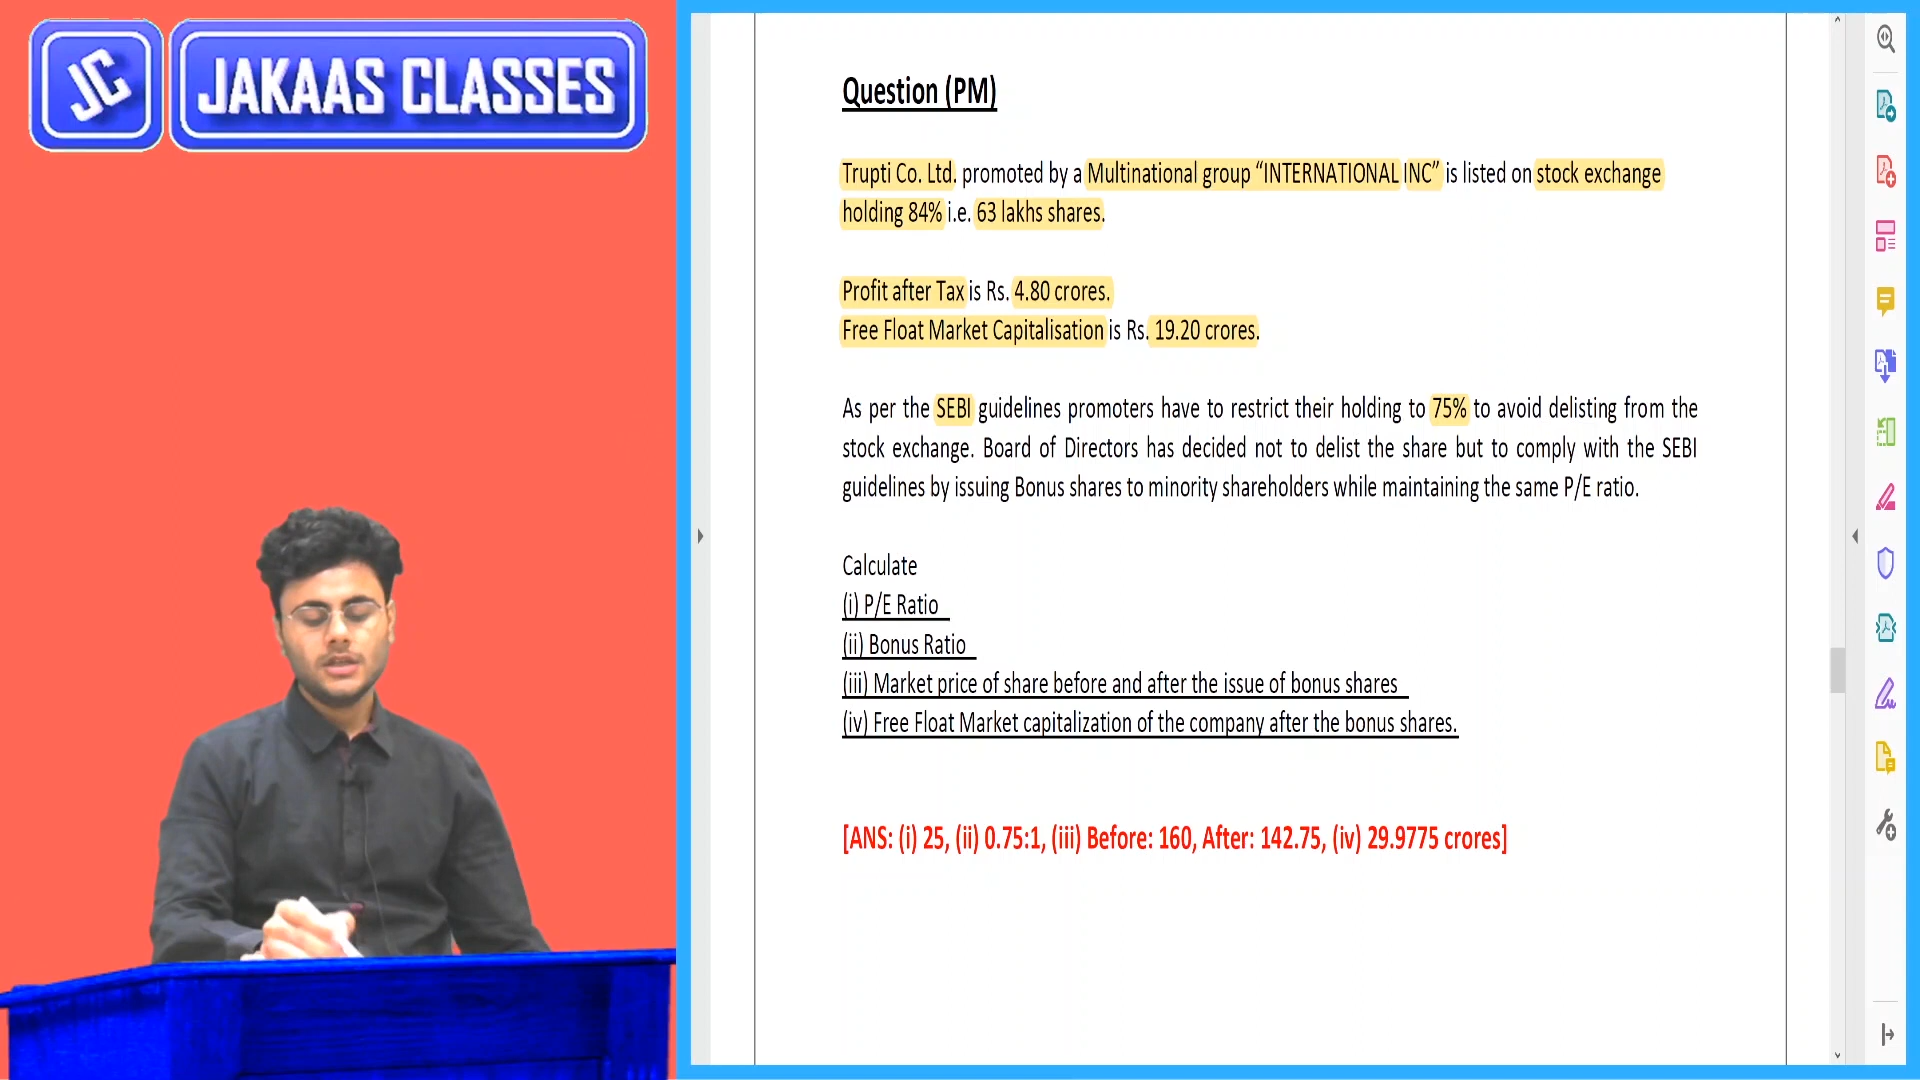 JC
JAKAAS CLASSES
Question (PM)
Trupti Co. Ltd. promoted by a Multinational group “INTERNATIONAL INC” is listed on stock exchange
holding 84% i.e. 63 lakhs shares.
Profit after Tax is Rs. 4.80 crores.
Free Float Market Capitalisation is Rs. 19.20 crores.
As per the SEBI guidelines promoters have to restrict their holding to 75% to avoid delisting from the
stock exchange. Board of Directors has decided not to delist the share but to comply with the SEBI
guidelines by issuing Bonus shares to minority shareholders while maintaining the same P/E ratio.
Calculate
(i) P/E Ratio
(ii) Bonus Ratio
(iii) Market price of share before and after the issue of bonus shares
(iv) Free Float Market capitalization of the company after the bonus shares.
[ANS: (i) 25, (ii) 0.75:1, (iii) Before: 160, After: 142.75, (iv) 29.9775 crores]